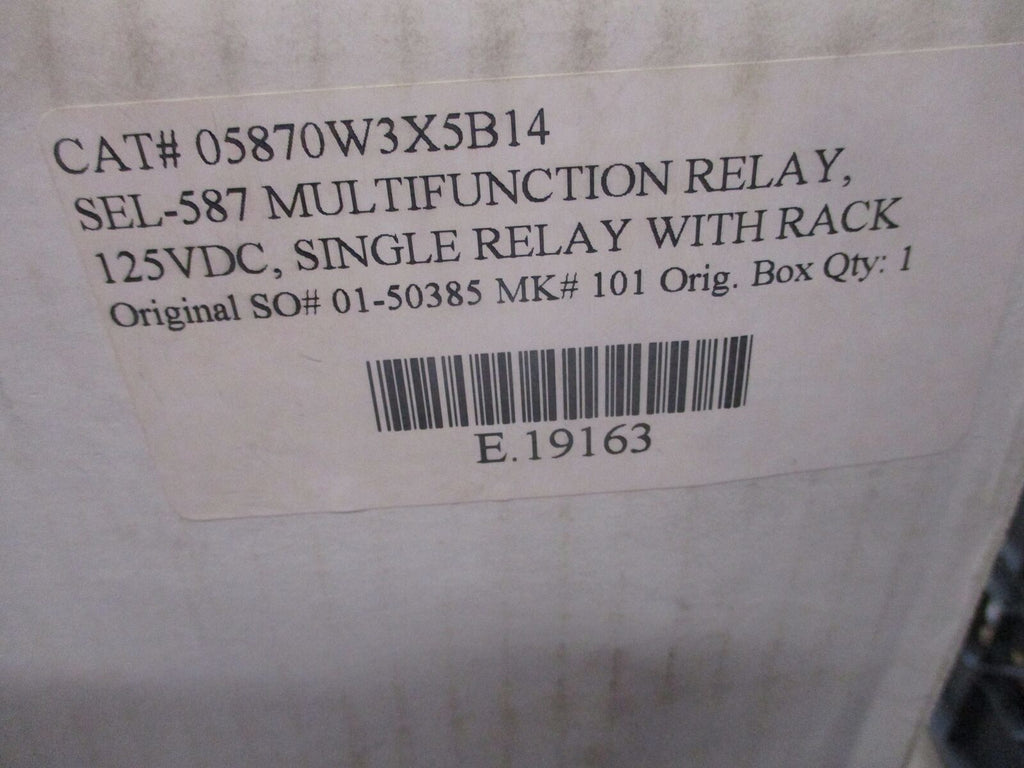 CAT# 05870W3X5B14
SEL-587 MULTIFUNCTION RELAY,
125VDC, SINGLE RELAY WITH RACK
Original SO# 01-50385 MK# 101 Orig. Box Qty: 1
E.19163